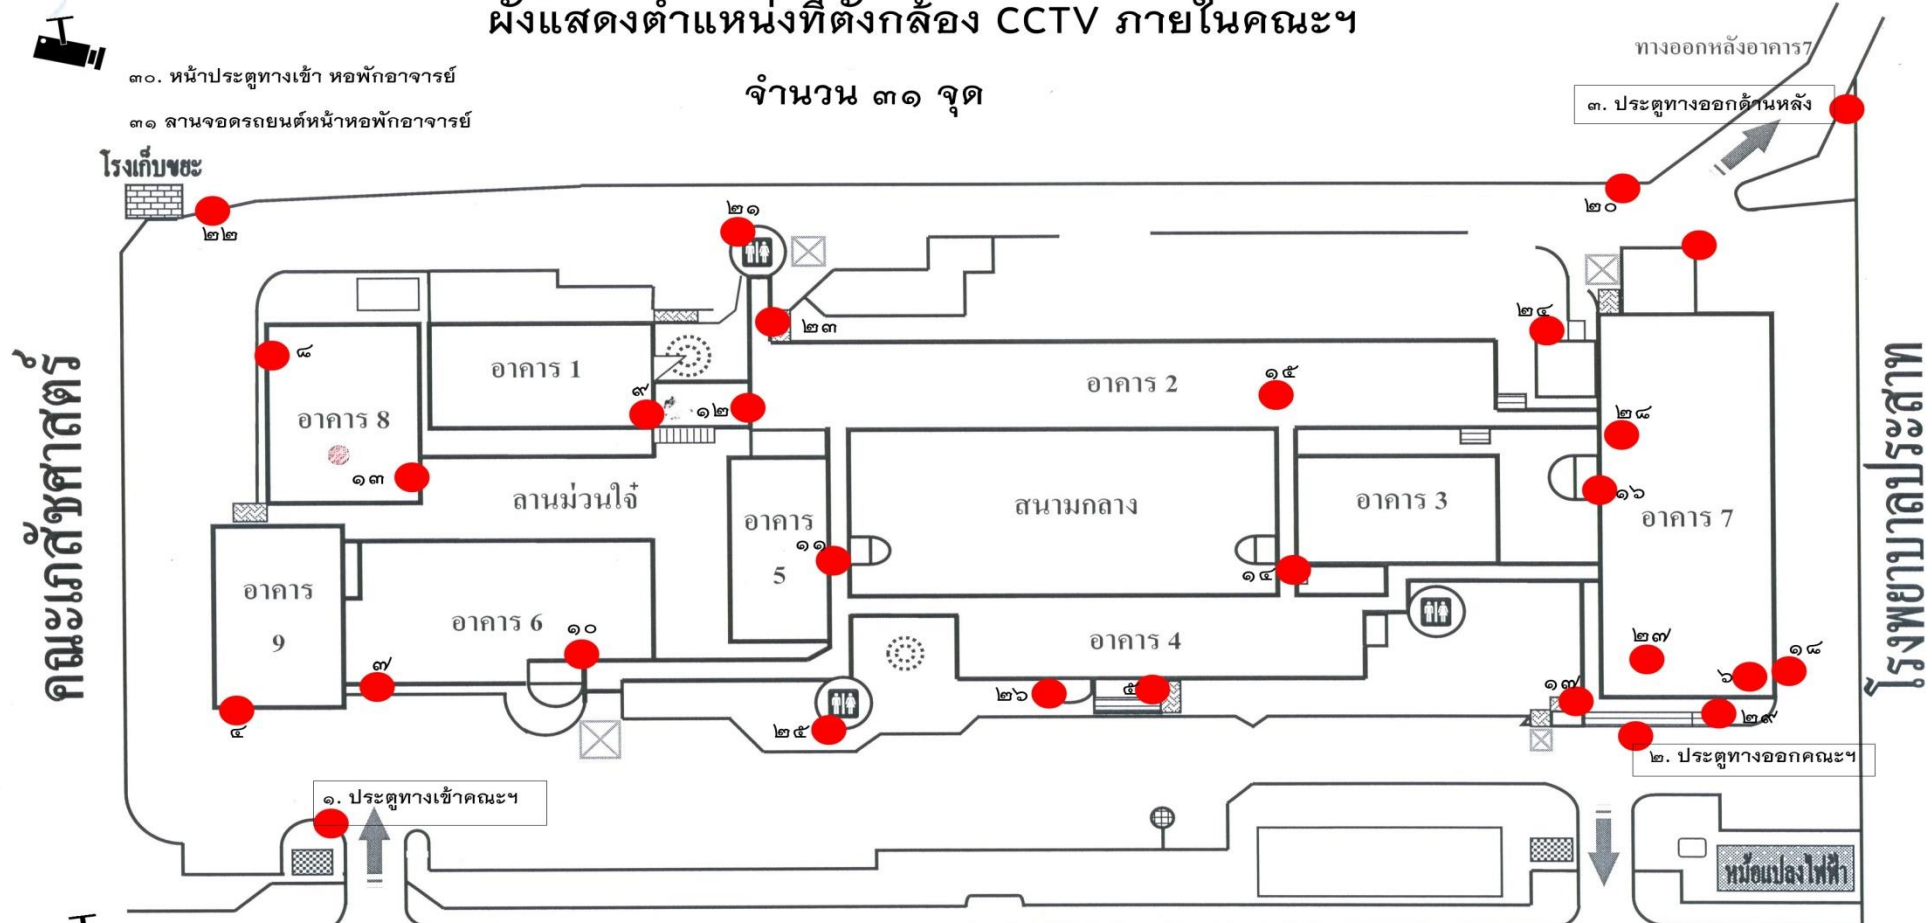 ผังแสดงตำแหน่งที่ตั้งกล้อง CCTV ภายในคณะฯ
จำนวน ๓๑ จุด
๓๐. หน้าประตูทางเข้า หอพักอาจารย์
๓๑ ลานจอดรถยนต์หน้าหอพักอาจารย์
ทางออกหลังอาคาร7
๓. ประตูทางออกด้านหลัง
โรงเก็บขยะ
๒๒
๒๑
๒๐
๒๓
๒๔
๘
อาคาร 1
อาคาร 2
๑๕
๙
๑๒
อาคาร 8
๒๘
๑๓
ลานม่วนใจ๋
สนามกลาง
อาคาร 3
๑๖
อาคาร 7
อาคาร
5
๑๑
๑๔
อาคาร
9
อาคาร 6
๑๐
อาคาร 4
๒๗
๑๘
๗
๒๖
๕
๑๗
๖
๔
๒๕
๒๙
๒. ประตูทางออกคณะฯ
๑. ประตูทางเข้าคณะฯ
หม้อแปลงไฟฟ้า
คณะเภสัชศาสตร์
โรงพยาบาลประสาท